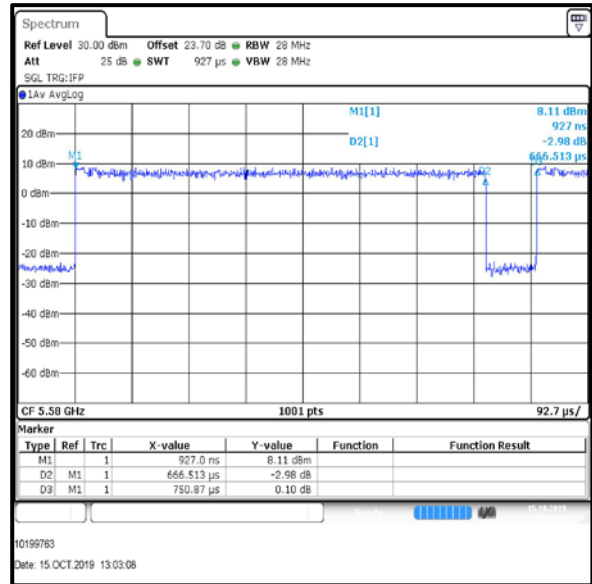 Spectrum
Ref Level 30.00 dBm Offset 23.70 dB RBW 28 MHz
Att 25 dB SWT 927 µs VBW 28 MHz
SGL TRG:IFP
1Av AvgLog
M1[1] 8.11 dBm
927 ns
D2[1] -2.98 dB
666.513 µs
20 dBm
10 dBm
M1
D2
0 dBm
-10 dBm
-20 dBm
-30 dBm
-40 dBm
-50 dBm
-60 dBm
CF 5.58 GHz 1001 pts 92.7 µs/
Marker
Type Ref Trc X-value Y-value Function Function Result
M1 1 927.0 ns 8.11 dBm
D2 M1 1 666.513 µs -2.98 dB
D3 M1 1 750.87 µs 0.10 dB
10199763
Date: 15.OCT.2019 13:03:08